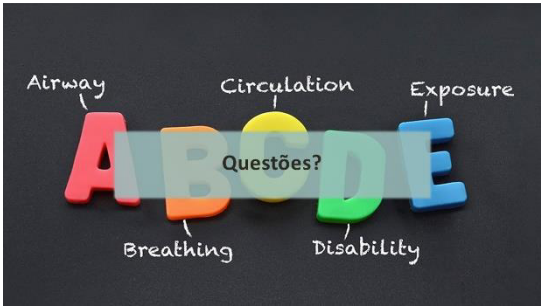 Airway
Circulation
Exposure
A B C D E
Questões?
Breathing
Disability